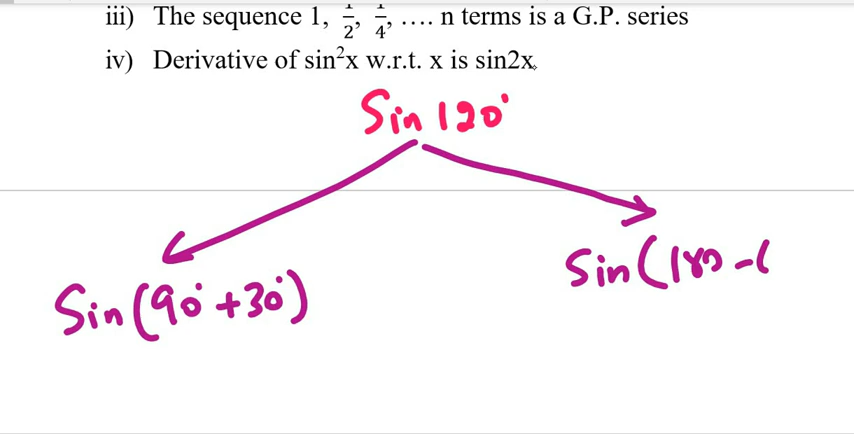 iii) The sequence 1, 1/2, 1/4, .... n terms is a G.P. series
iv) Derivative of sin²x w.r.t. x is sin2x.
Sin 120°
Sin(90° + 30°)
Sin(180 -